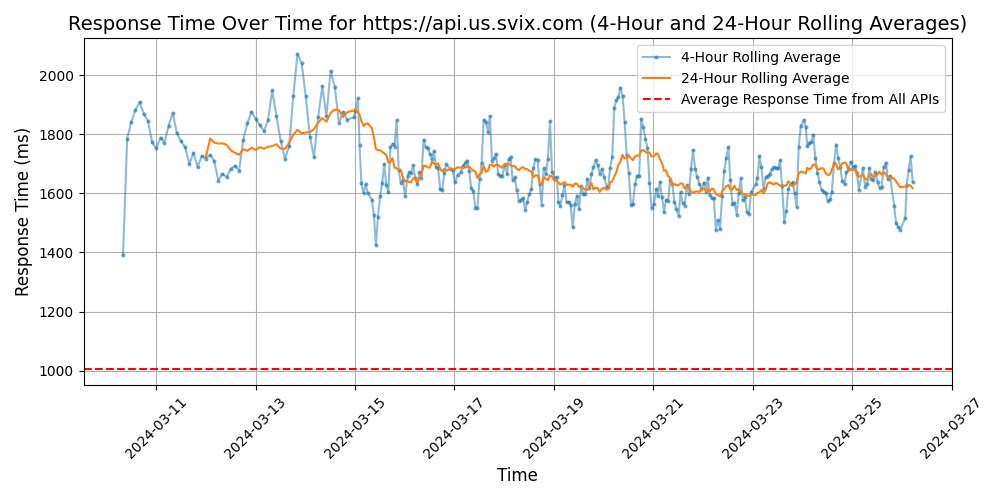 Response Time Over Time for https://api.us.svix.com (4-Hour and 24-Hour Rolling Averages)
4-Hour Rolling Average
24-Hour Rolling Average
Average Response Time from All APIs
Response Time (ms)
2000
1800
1600
1400
1200
1000
2024-03-11
2024-03-13
2024-03-15
2024-03-17
2024-03-19
2024-03-21
2024-03-23
2024-03-25
2024-03-27
Time